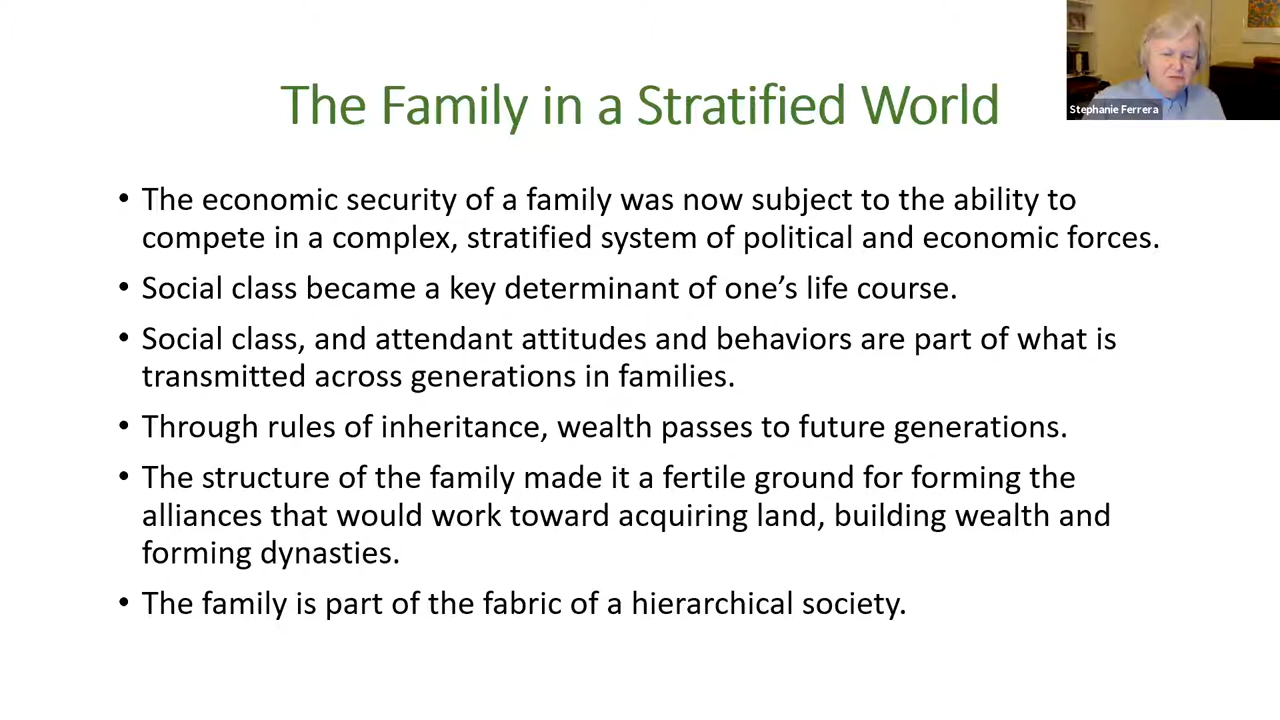 The Family in a Stratified World
Stephanie Ferrera
• The economic security of a family was now subject to the ability to
compete in a complex, stratified system of political and economic forces.
• Social class became a key determinant of one’s life course.
• Social class, and attendant attitudes and behaviors are part of what is
transmitted across generations in families.
• Through rules of inheritance, wealth passes to future generations.
• The structure of the family made it a fertile ground for forming the
alliances that would work toward acquiring land, building wealth and
forming dynasties.
• The family is part of the fabric of a hierarchical society.